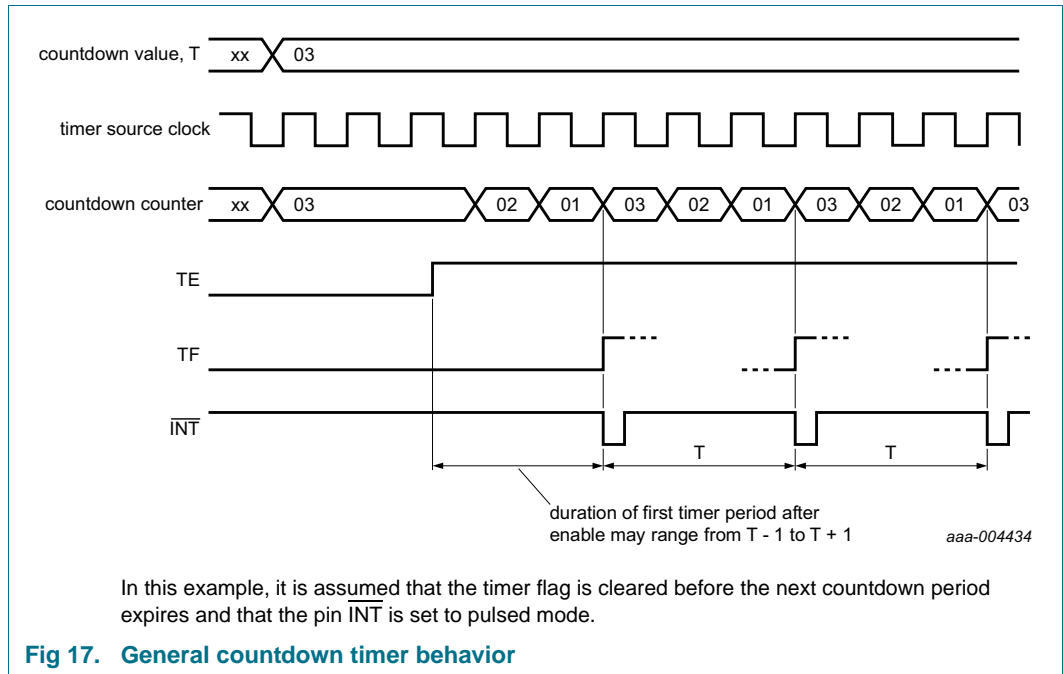 countdown value, T xx 03
timer source clock
countdown counter xx 03 02 01 03 02 01 03 02 01 03
TE
TF
INT
T T
duration of first timer period after
enable may range from T - 1 to T + 1
aaa-004434
In this example, it is assumed that the timer flag is cleared before the next countdown period
expires and that the pin INT is set to pulsed mode.
Fig 17. General countdown timer behavior